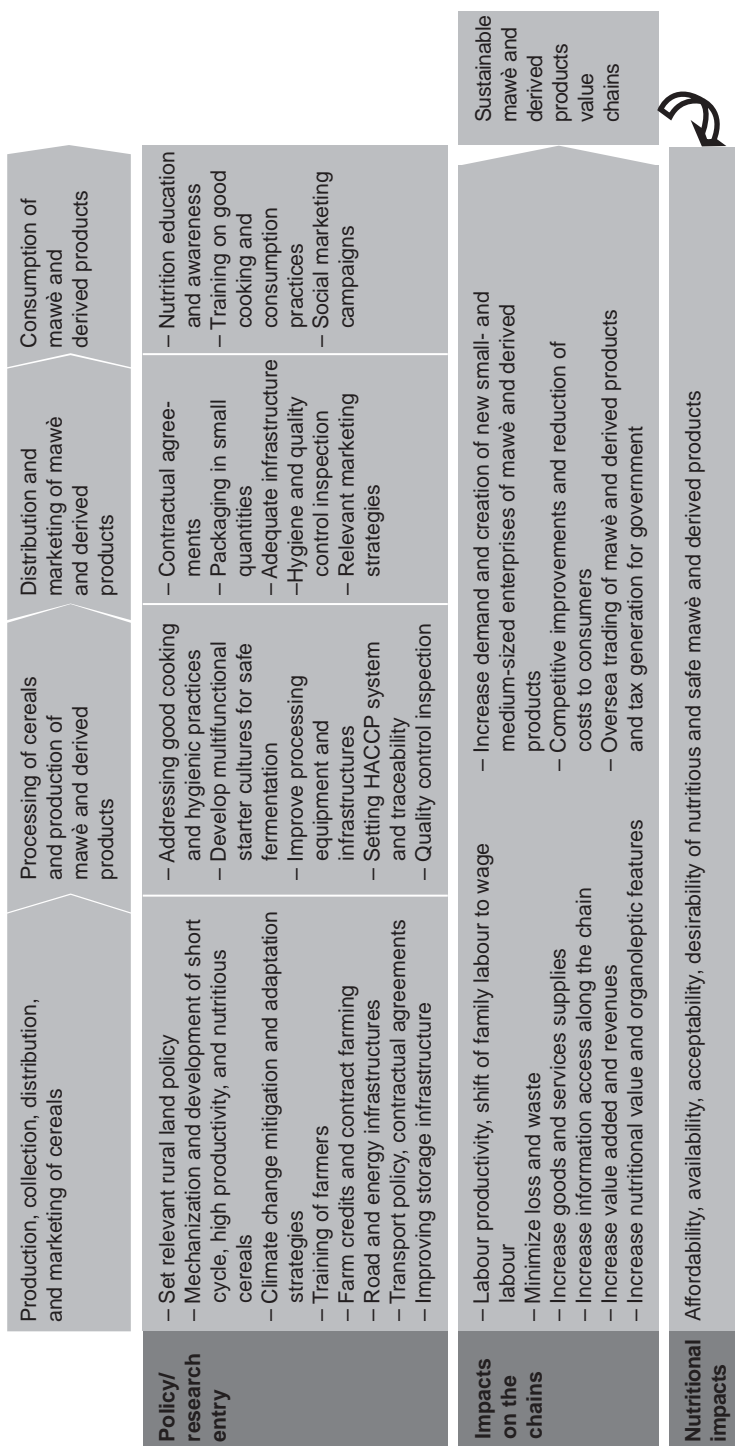 Production, collection, distribution,
and marketing of cereals
Processing of cereals
and production of
mawè and derived
products
Distribution and
marketing of mawè
and derived
products
Consumption of
mawè and
derived products
Policy/
research
entry
– Set relevant rural land policy
– Mechanization and development of short
cycle, high productivity, and nutritious
cereals
– Climate change mitigation and adaptation
strategies
– Training of farmers
– Farm credits and contract farming
– Road and energy infrastructures
– Transport policy, contractual agreements
– Improving storage infrastructure
– Addressing good cooking
and hygienic practices
– Develop multifunctional
starter cultures for safe
fermentation
– Improve processing
equipment and
infrastructures
– Setting HACCP system
and traceability
– Quality control inspection
– Contractual agree-
ments
– Packaging in small
quantities
– Adequate infrastructure
–Hygiene and quality
control inspection
– Relevant marketing
strategies
– Nutrition education
and awareness
– Training on good
cooking and
consumption
practices
– Social marketing
campaigns
Impacts
on the
chains
– Labour productivity, shift of family labour to wage
labour
– Minimize loss and waste
– Increase goods and services supplies
– Increase information access along the chain
– Increase value added and revenues
– Increase nutritional value and organoleptic features
– Increase demand and creation of new small- and
medium-sized enterprises of mawè and derived
products
– Competitive improvements and reduction of
costs to consumers
– Oversea trading of mawè and derived products
and tax generation for government
Sustainable
mawè and
derived
products
value
chains
Nutritional
impacts
Affordability, availability, acceptability, desirability of nutritious and safe mawè and derived products